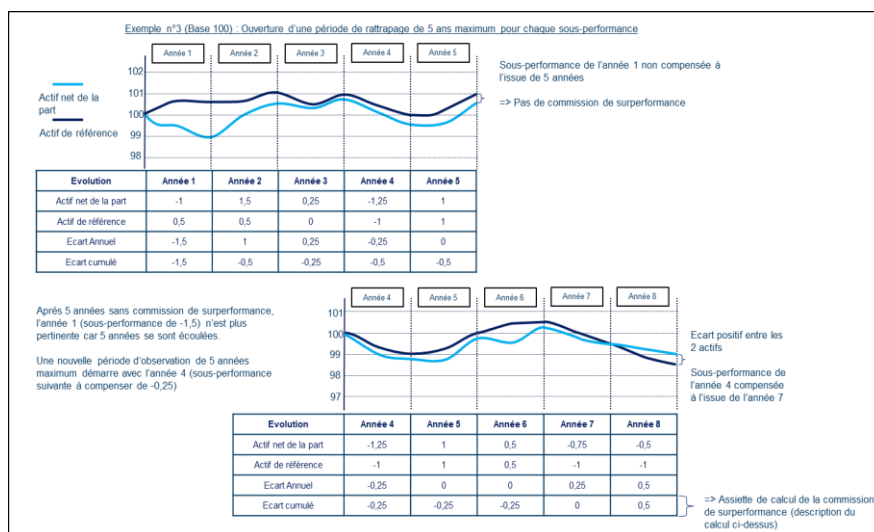 Exemple n°3 (Base 100) : Ouverture d'une période de rattrapage de 5 ans maximum pour chaque sous-performance
Année 1 Année 2 Année 3 Année 4 Année 5
102
101
100
99
98
Actif net de la
part
Actif de référence
Sous-performance de l'année 1 non compensée à
l'issue de 5 années
=> Pas de commission de surperformance
Evolution Année 1 Année 2 Année 3 Année 4 Année 5
Actif net de la part -1 1,5 0,25 -1,25 1
Actif de référence 0,5 0,5 0 -1 1
Ecart Annuel -1,5 1 0,25 -0,25 0
Ecart cumulé -1,5 -0,5 -0,25 -0,5 -0,5
Aprés 5 années sans commission de surperformance,
l'année 1 (sous-performance de -1,5) n'est plus
pertinente car 5 années se sont écoulées.
Une nouvelle période d'observation de 5 années
maximum démarre avec l'année 4 (sous-performance
suivante à compenser de -0,25)
Année 4 Année 5 Année 6 Année 7 Année 8
101
100
99
98
97
Ecart positif entre les
2 actifs
Sous-performance de
l'année 4 compensée
à l'issue de l'année 7
Evolution Année 4 Année 5 Année 6 Année 7 Année 8
Actif net de la part -1,25 1 0,5 -0,75 -0,5
Actif de référence -1 1 0,5 -1 -1
Ecart Annuel -0,25 0 0 0,25 0,5
Ecart cumulé -0,25 -0,25 -0,25 0 0,5
=> Assiette de calcul de la commission
de surperformance (description du
calcul ci-dessus)